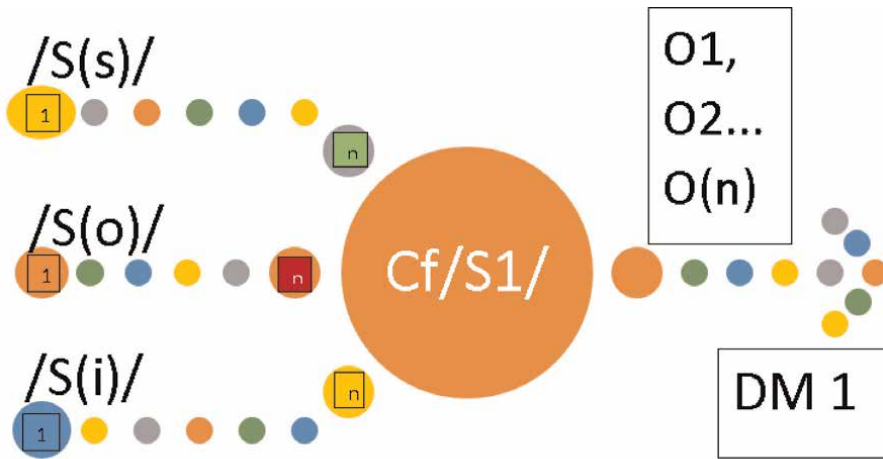 /S(s)/
1
n
/S(o)/
1
n
/S(i)/
1
n
Cf/S1/
O1,
O2...
O(n)
DM 1